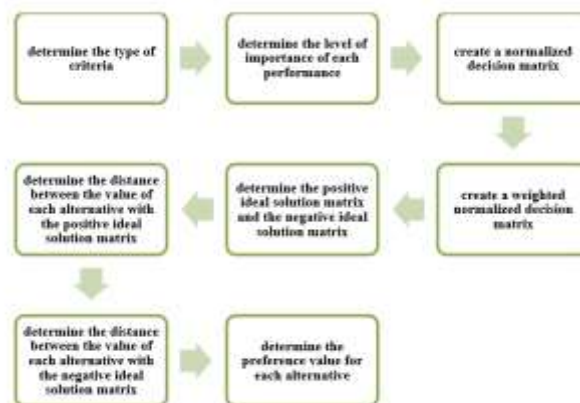 determine the type of
criteria
determine the level of
importance of each
performance
create a normalized
decision matrix
create a weighted
normalized decision
matrix
determine the positive
ideal solution matrix
and the negative ideal
solution matrix
determine the distance
between the value of
each alternative with
the positive ideal
solution matrix
determine the distance
between the value of
each alternative with
the negative ideal
solution matrix
determine the
preference value for
each alternative